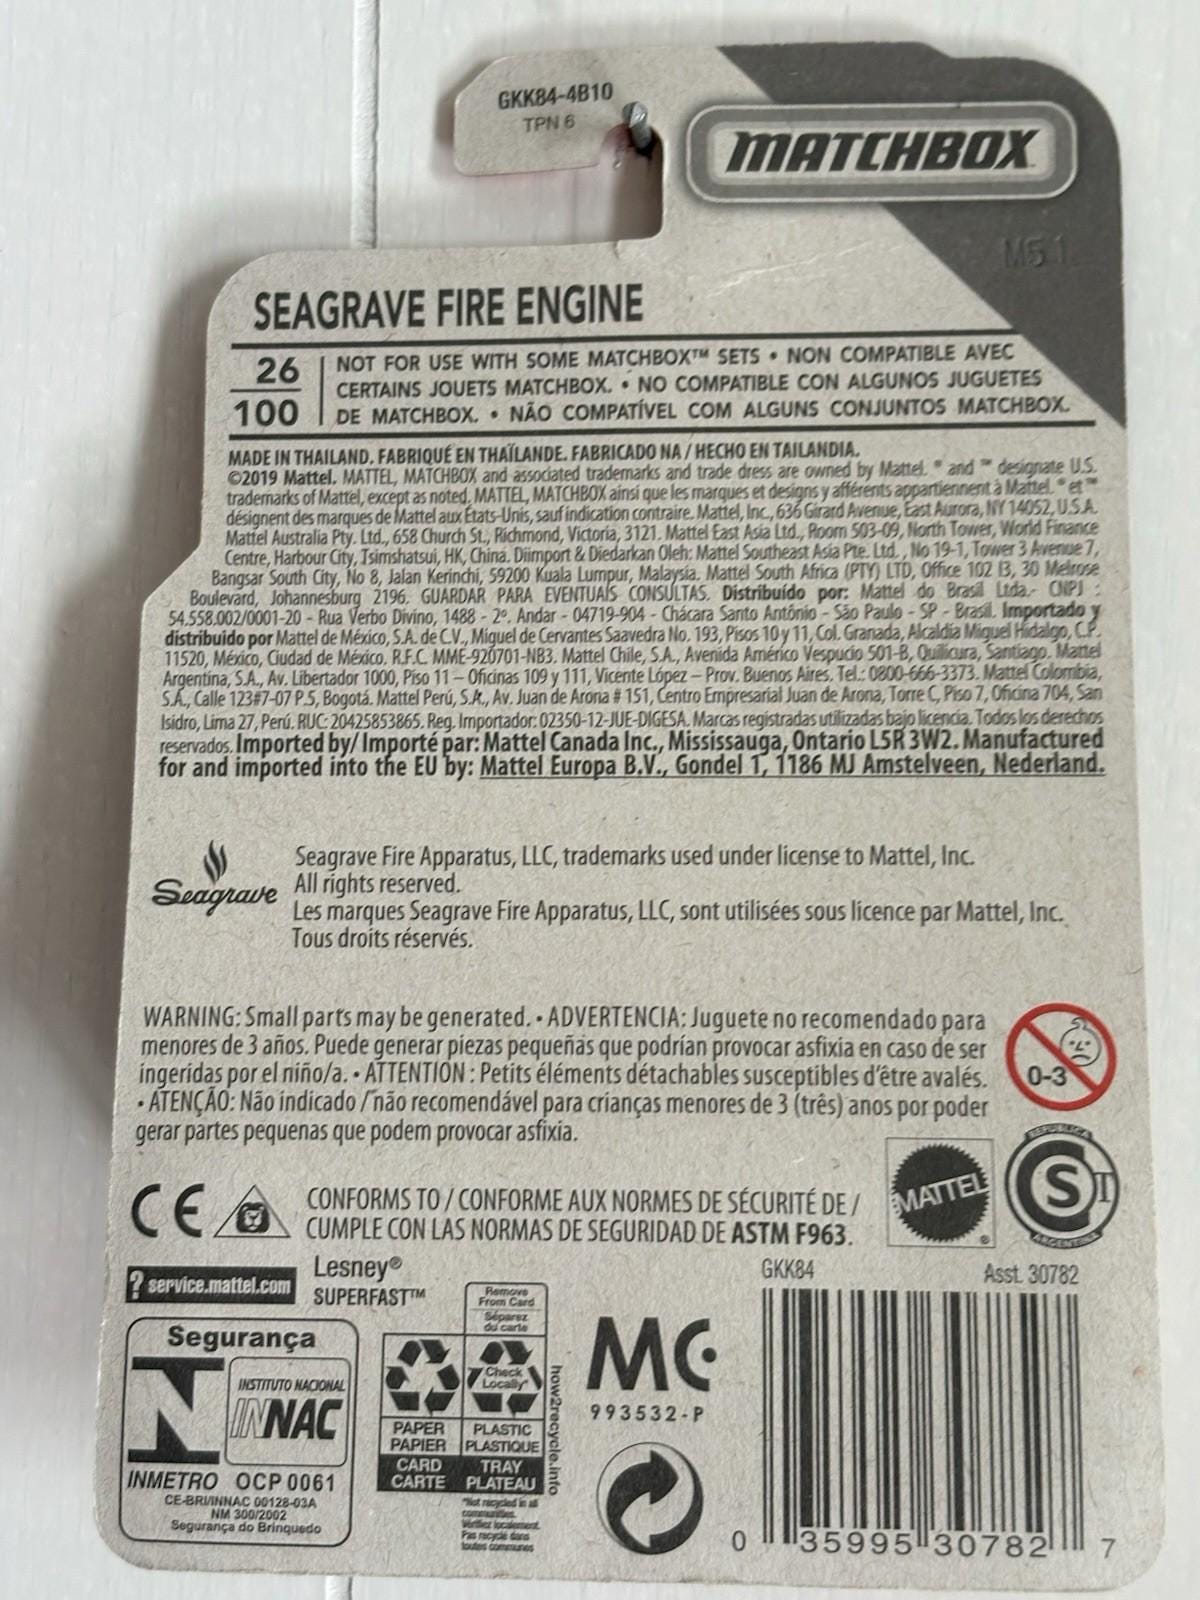 GKK84-4B10
TPN 6
MATCHBOX
M5 1
SEAGRAVE FIRE ENGINE
26
100
NOT FOR USE WITH SOME MATCHBOX™ SETS • NON COMPATIBLE AVEC
CERTAINS JOUETS MATCHBOX. • NO COMPATIBLE CON ALGUNOS JUGUETES
DE MATCHBOX. • NÃO COMPATÍVEL COM ALGUNS CONJUNTOS MATCHBOX.
MADE IN THAILAND. FABRIQUÉ EN THAÏLANDE. FABRICADO NA / HECHO EN TAILANDIA.
©2019 Mattel. MATTEL, MATCHBOX and associated trademarks and trade dress are owned by Mattel. ® and ™ designate U.S.
trademarks of Mattel, except as noted. MATTEL, MATCHBOX ainsi que les marques et designs y afférents appartiennent à Mattel. ® et ™
désignent des marques de Mattel aux États-Unis, sauf indication contraire. Mattel, Inc., 636 Girard Avenue, East Aurora, NY 14052, U.S.A.
Mattel Australia Pty. Ltd., 658 Church St., Richmond, Victoria, 3121. Mattel East Asia Ltd., Room 503-09, North Tower, World Finance
Centre, Harbour City, Tsimshatsui, HK, China. Diimport & Diedarkan Oleh: Mattel Southeast Asia Pte. Ltd. , No 19-1, Tower 3 Avenue 7,
Bangsar South City, No 8, Jalan Kerinchi, 59200 Kuala Lumpur, Malaysia. Mattel South Africa (PTY) LTD, Office 102 I3, 30 Melrose
Boulevard, Johannesburg 2196. GUARDAR PARA EVENTUAIS CONSULTAS. Distribuído por: Mattel do Brasil Ltda.- CNPJ :
54.558.002/0001-20 - Rua Verbo Divino, 1488 - 2º. Andar - 04719-904 - Chácara Santo Antônio - São Paulo - SP - Brasil. Importado y
distribuido por Mattel de México, S.A. de C.V., Miguel de Cervantes Saavedra No. 193, Pisos 10 y 11, Col. Granada, Alcaldía Miguel Hidalgo, C.P.
11520, México, Ciudad de México. R.F.C. MME-920701-NB3. Mattel Chile, S.A., Avenida Américo Vespucio 501-B, Quilicura, Santiago. Mattel
Argentina, S.A., Av. Libertador 1000, Piso 11 – Oficinas 109 y 111, Vicente López – Prov. Buenos Aires. Tel.: 0800-666-3373. Mattel Colombia,
S.A., Calle 123#7-07 P.5, Bogotá. Mattel Perú, S.A., Av. Juan de Arona # 151, Centro Empresarial Juan de Arona, Torre C, Piso 7, Oficina 704, San
Isidro, Lima 27, Perú. RUC: 20425853865. Reg. Importador: 02350-12-JUE-DIGESA. Marcas registradas utilizadas bajo licencia. Todos los derechos
reservados. Imported by/ Importé par: Mattel Canada Inc., Mississauga, Ontario L5R 3W2. Manufactured
for and imported into the EU by: Mattel Europa B.V., Gondel 1, 1186 MJ Amstelveen, Nederland.
Seagrave
Seagrave Fire Apparatus, LLC, trademarks used under license to Mattel, Inc.
All rights reserved.
Les marques Seagrave Fire Apparatus, LLC, sont utilisées sous licence par Mattel, Inc.
Tous droits réservés.
WARNING: Small parts may be generated. • ADVERTENCIA: Juguete no recomendado para
menores de 3 años. Puede generar piezas pequeñas que podrían provocar asfixia en caso de ser
ingeridas por el niño/a. • ATTENTION : Petits éléments détachables susceptibles d'être avalés.
• ATENÇÃO: Não indicado / não recomendável para crianças menores de 3 (três) anos por poder
gerar partes pequenas que podem provocar asfixia.
0-3
CE
CONFORMS TO / CONFORME AUX NORMES DE SÉCURITÉ DE /
CUMPLE CON LAS NORMAS DE SEGURIDAD DE ASTM F963.
MATTEL ®
REPUBLICA
S T
ARGENTINA
? service.mattel.com
Lesney®
SUPERFAST™
GKK84
Asst. 30782
Segurança
INSTITUTO NACIONAL
INNAC
INMETRO OCP 0061
CE-BRI/INNAC 00128-03A
NM 300/2002
Segurança do Brinquedo
Remove
From Card
Séparez
du carte
Check
Locally*
PAPER
PAPIER
CARD
CARTE
PLASTIC
PLASTIQUE
TRAY
PLATEAU
*Not recycled in all
communities.
Vérifiez localement.
Pas recyclé dans
toutes communes
how2recycle.info
MC
993532-P
0 35995 30782 7